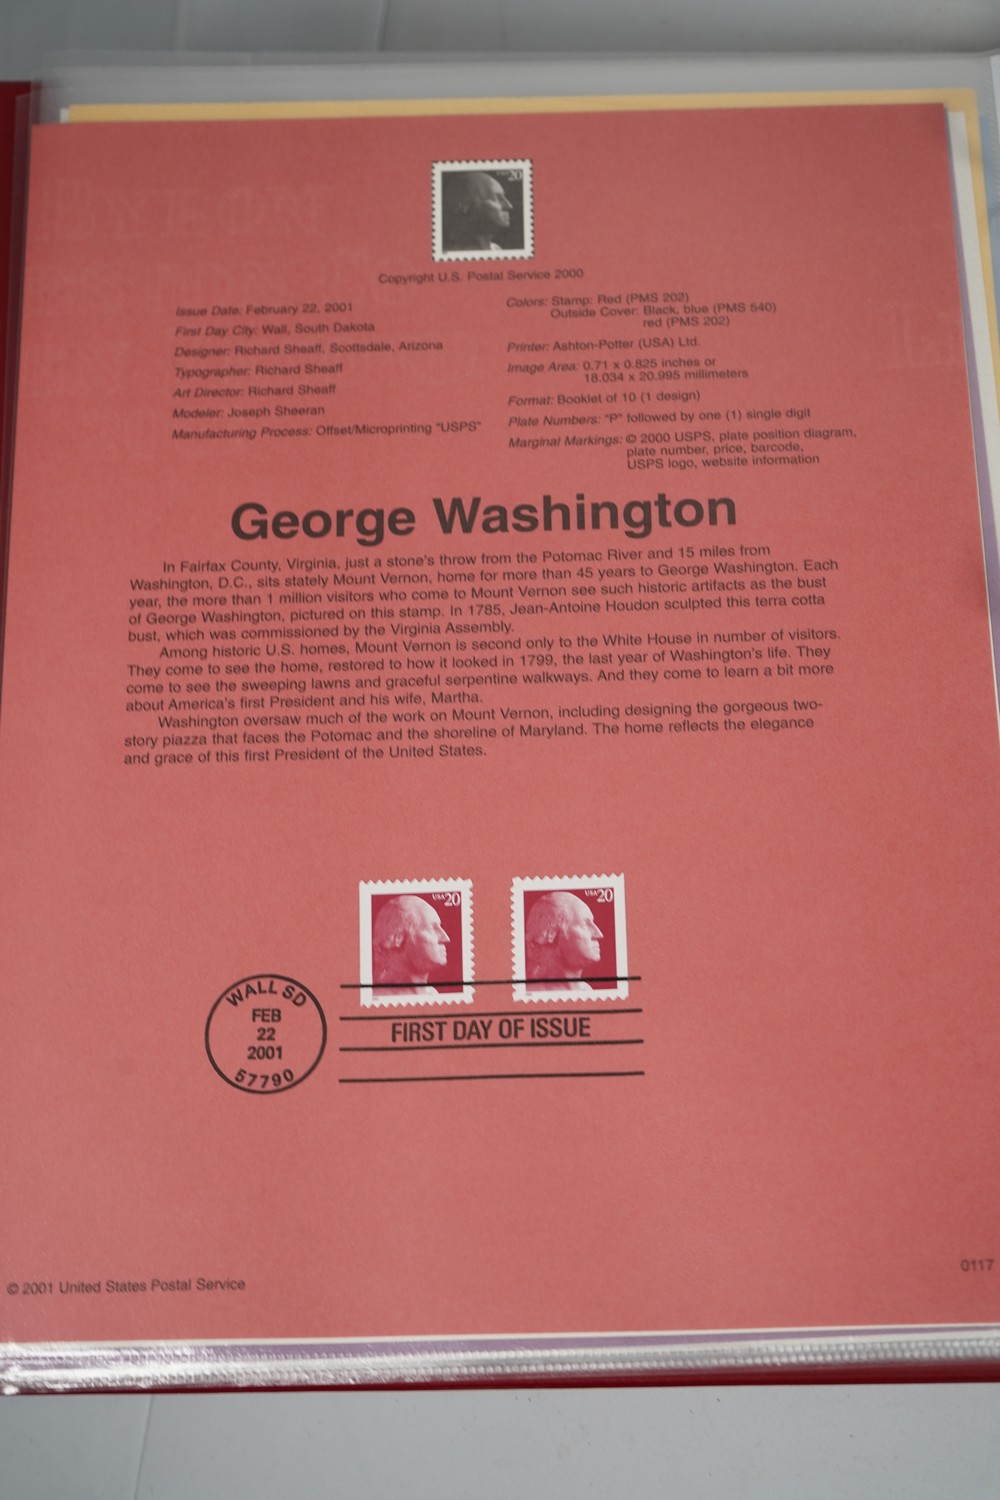 USA 20
Copyright U.S. Postal Service 2000
Issue Date: February 22, 2001
First Day City: Wall, South Dakota
Designer: Richard Sheaff, Scottsdale, Arizona
Typographer: Richard Sheaff
Art Director: Richard Sheaff
Modeler: Joseph Sheeran
Manufacturing Process: Offset/Microprinting "USPS"
Colors: Stamp: Red (PMS 202)
Outside Cover: Black, blue (PMS 540)
red (PMS 202)
Printer: Ashton-Potter (USA) Ltd.
Image Area: 0.71 x 0.825 inches or
18.034 x 20.995 millimeters
Format: Booklet of 10 (1 design)
Plate Numbers: "P" followed by one (1) single digit
Marginal Markings: © 2000 USPS, plate position diagram,
plate number, price, barcode,
USPS logo, website information
George Washington
In Fairfax County, Virginia, just a stone's throw from the Potomac River and 15 miles from
Washington, D.C., sits stately Mount Vernon, home for more than 45 years to George Washington. Each
year, the more than 1 million visitors who come to Mount Vernon see such historic artifacts as the bust
of George Washington, pictured on this stamp. In 1785, Jean-Antoine Houdon sculpted this terra cotta
bust, which was commissioned by the Virginia Assembly.
Among historic U.S. homes, Mount Vernon is second only to the White House in number of visitors.
They come to see the home, restored to how it looked in 1799, the last year of Washington's life. They
come to see the sweeping lawns and graceful serpentine walkways. And they come to learn a bit more
about America's first President and his wife, Martha.
Washington oversaw much of the work on Mount Vernon, including designing the gorgeous two-
story piazza that faces the Potomac and the shoreline of Maryland. The home reflects the elegance
and grace of this first President of the United States.
USA 20
USA 20
WALL SD
FEB
22
2001
57790
FIRST DAY OF ISSUE
© 2001 United States Postal Service
0117